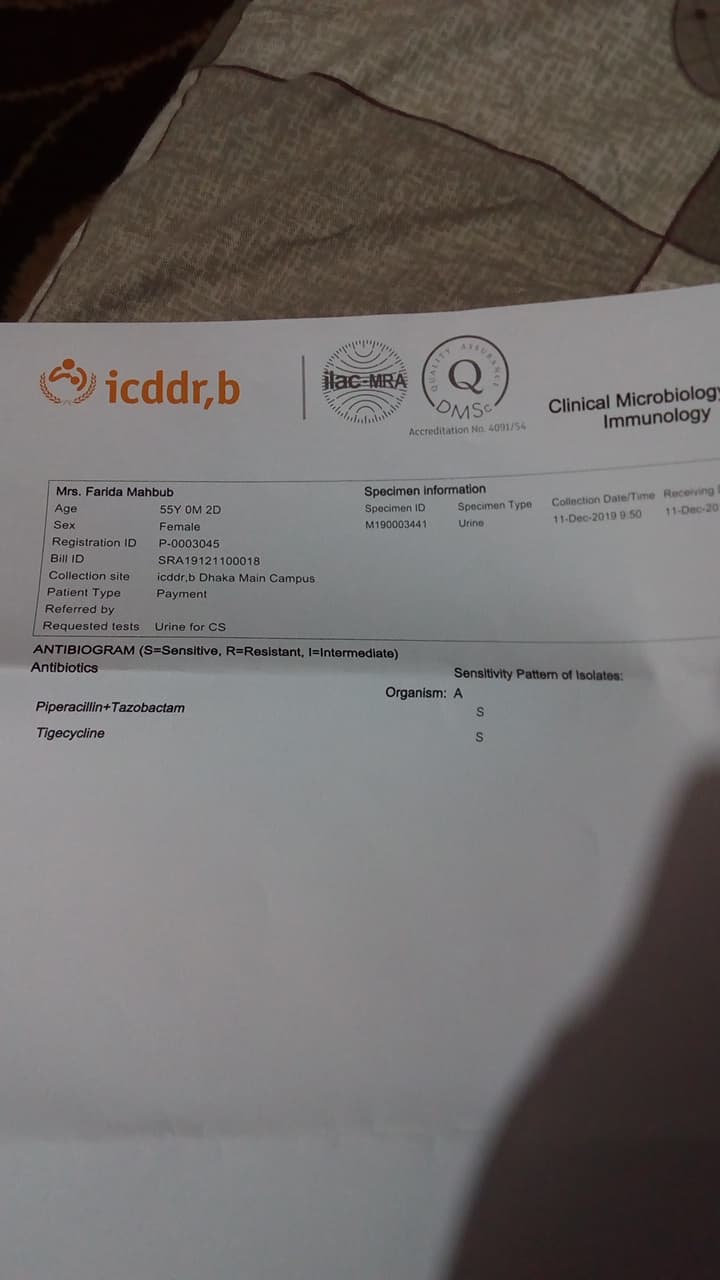 icddr,b
ilac-MRA
QUALITY ASSURANCE
Q
DMSc
Accreditation No. 4091/54
Clinical Microbiology
Immunology
Mrs. Farida Mahbub
Age 55Y 0M 2D
Sex Female
Registration ID P-0003045
Bill ID SRA19121100018
Collection site icddr,b Dhaka Main Campus
Patient Type Payment
Referred by
Requested tests Urine for CS
Specimen information
Specimen ID Specimen Type Collection Date/Time Receiving
M190003441 Urine 11-Dec-2019 9:50 11-Dec-20
ANTIBIOGRAM (S=Sensitive, R=Resistant, I=Intermediate)
Antibiotics Sensitivity Pattern of Isolates:
Organism: A
Piperacillin+Tazobactam S
Tigecycline S